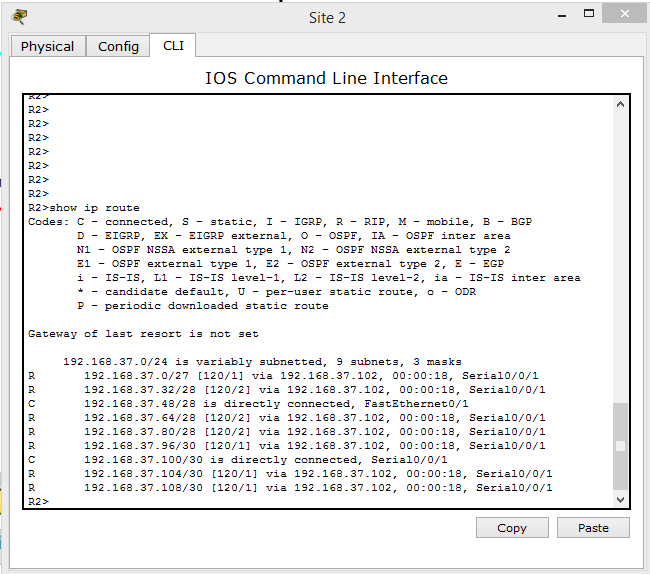 Site 2
Physical Config CLI
IOS Command Line Interface
R2>
R2>
R2>
R2>
R2>
R2>
R2>
R2>
R2>show ip route
Codes: C - connected, S - static, I - IGRP, R - RIP, M - mobile, B - BGP
D - EIGRP, EX - EIGRP external, O - OSPF, IA - OSPF inter area
N1 - OSPF NSSA external type 1, N2 - OSPF NSSA external type 2
E1 - OSPF external type 1, E2 - OSPF external type 2, E - EGP
i - IS-IS, L1 - IS-IS level-1, L2 - IS-IS level-2, ia - IS-IS inter area
* - candidate default, U - per-user static route, o - ODR
P - periodic downloaded static route
Gateway of last resort is not set
192.168.37.0/24 is variably subnetted, 9 subnets, 3 masks
R 192.168.37.0/27 [120/1] via 192.168.37.102, 00:00:18, Serial0/0/1
R 192.168.37.32/28 [120/2] via 192.168.37.102, 00:00:18, Serial0/0/1
C 192.168.37.48/28 is directly connected, FastEthernet0/1
R 192.168.37.64/28 [120/2] via 192.168.37.102, 00:00:18, Serial0/0/1
R 192.168.37.80/28 [120/2] via 192.168.37.102, 00:00:18, Serial0/0/1
R 192.168.37.96/30 [120/1] via 192.168.37.102, 00:00:18, Serial0/0/1
C 192.168.37.100/30 is directly connected, Serial0/0/1
R 192.168.37.104/30 [120/1] via 192.168.37.102, 00:00:18, Serial0/0/1
R 192.168.37.108/30 [120/1] via 192.168.37.102, 00:00:18, Serial0/0/1
R2>
Copy Paste